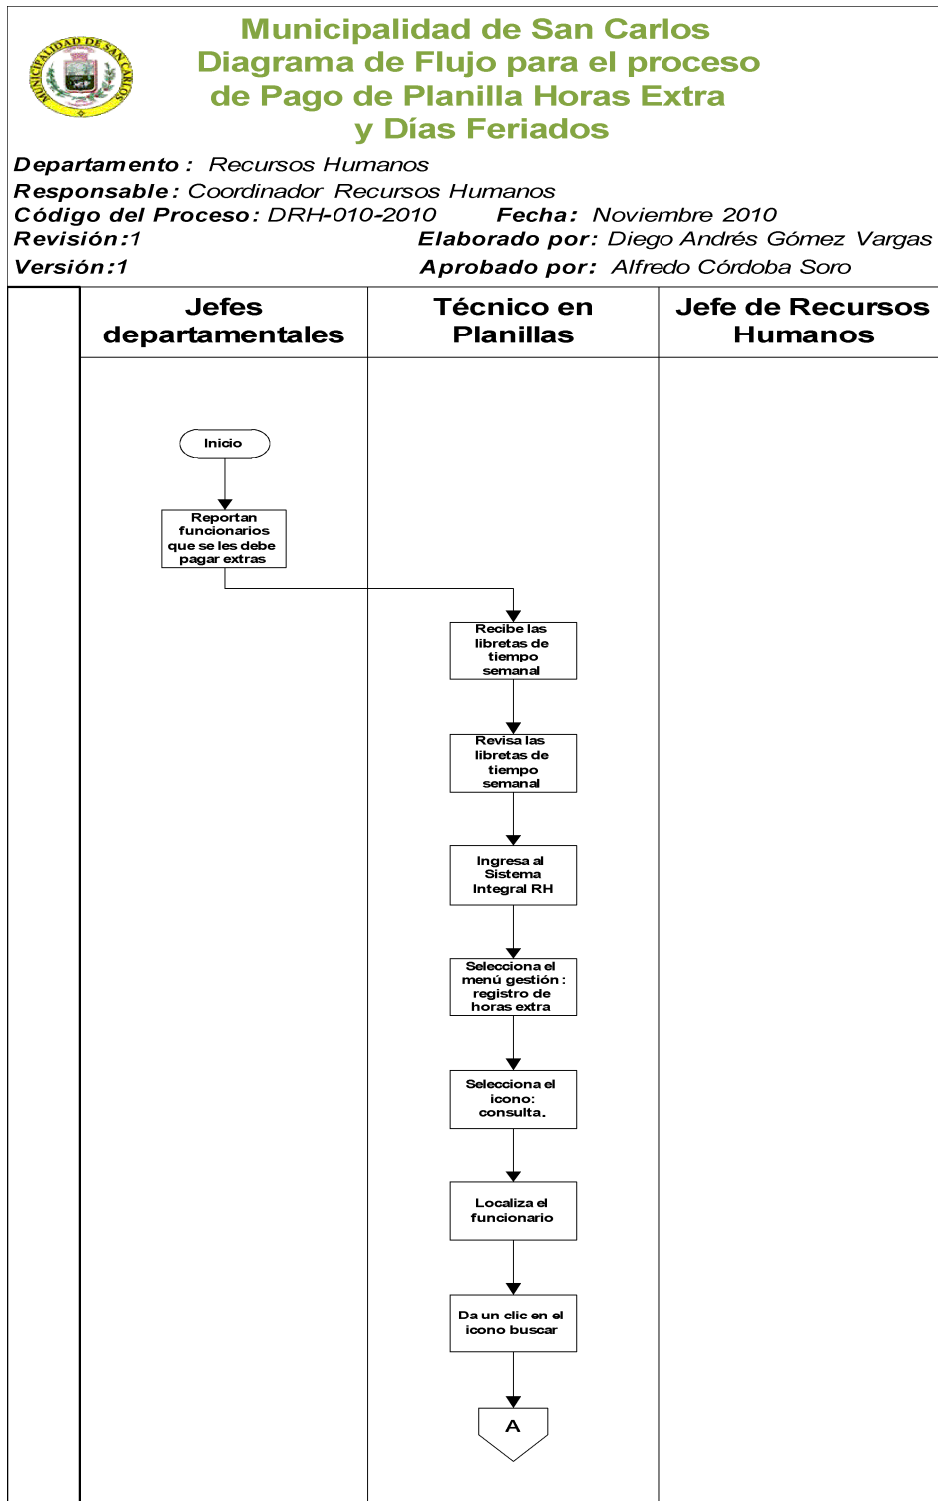 MUNICIPALIDAD DE SAN CARLOS
Municipalidad de San Carlos
Diagrama de Flujo para el proceso
de Pago de Planilla Horas Extra
y Días Feriados
Departamento : Recursos Humanos
Responsable : Coordinador Recursos Humanos
Código del Proceso: DRH-010-2010 Fecha: Noviembre 2010
Revisión:1 Elaborado por: Diego Andrés Gómez Vargas
Versión:1 Aprobado por: Alfredo Córdoba Soro
Jefes
departamentales
Técnico en
Planillas
Jefe de Recursos
Humanos
Inicio
Reportan
funcionarios
que se les debe
pagar extras
Recibe las
libretas de
tiempo
semanal
Revisa las
libretas de
tiempo
semanal
Ingresa al
Sistema
Integral RH
Selecciona el
menú gestión :
registro de
horas extra
Selecciona el
icono:
consulta.
Localiza el
funcionario
Da un clic en el
icono buscar
A